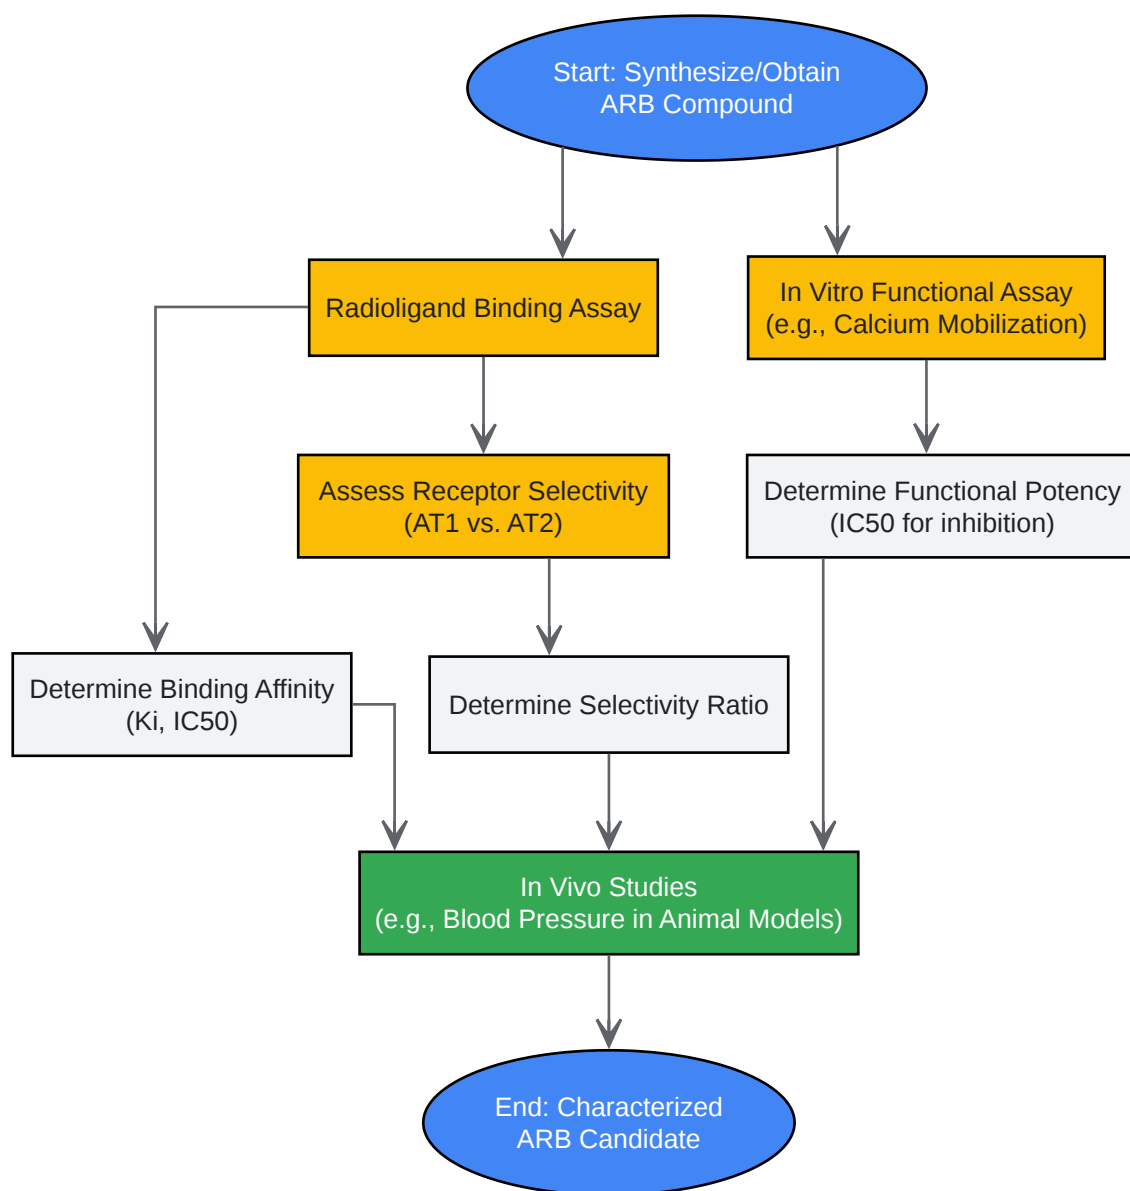 Start: Synthesize/Obtain
ARB Compound
Radioligand Binding Assay
In Vitro Functional Assay
(e.g., Calcium Mobilization)
Assess Receptor Selectivity
(AT1 vs. AT2)
Determine Functional Potency
(IC50 for inhibition)
Determine Binding Affinity
(Ki, IC50)
Determine Selectivity Ratio
In Vivo Studies
(e.g., Blood Pressure in Animal Models)
End: Characterized
ARB Candidate